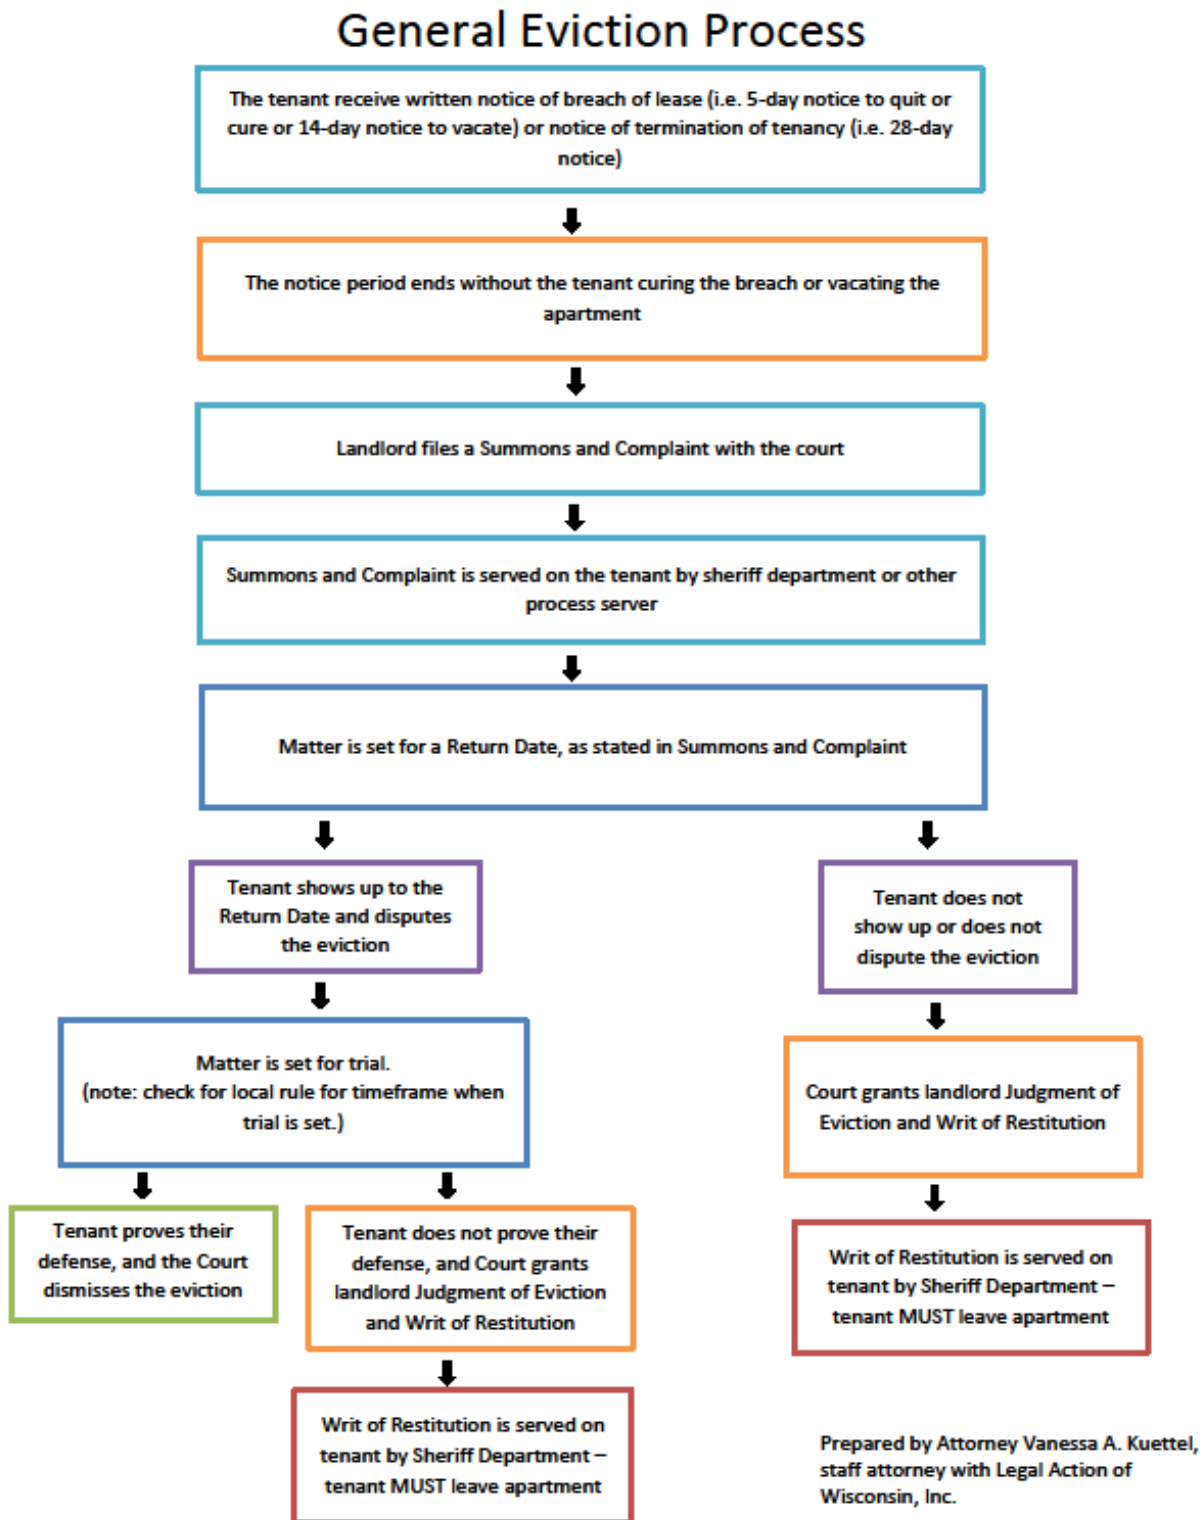 General Eviction Process
The tenant receive written notice of breach of lease (i.e. 5-day notice to quit or
cure or 14-day notice to vacate) or notice of termination of tenancy (i.e. 28-day
notice)
The notice period ends without the tenant curing the breach or vacating the
apartment
Landlord files a Summons and Complaint with the court
Summons and Complaint is served on the tenant by sheriff department or other
process server
Matter is set for a Return Date, as stated in Summons and Complaint
Tenant shows up to the
Return Date and disputes
the eviction
Tenant does not
show up or does not
dispute the eviction
Matter is set for trial.
(note: check for local rule for timeframe when
trial is set.)
Court grants landlord Judgment of
Eviction and Writ of Restitution
Tenant proves their
defense, and the Court
dismisses the eviction
Tenant does not prove their
defense, and Court grants
landlord Judgment of Eviction
and Writ of Restitution
Writ of Restitution is served on
tenant by Sheriff Department –
tenant MUST leave apartment
Writ of Restitution is served on
tenant by Sheriff Department –
tenant MUST leave apartment
Prepared by Attorney Vanessa A. Kuettel,
staff attorney with Legal Action of
Wisconsin, Inc.